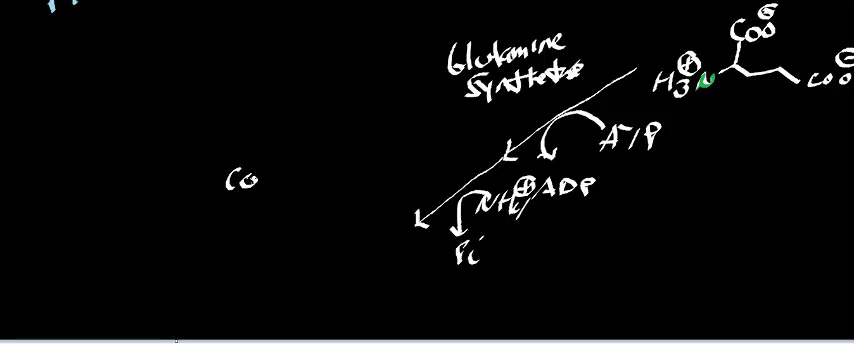 COO⊖
Glutamine
Synthetase
H3⊕N
COO⊖
ATP
CO
NH4⊕
ADP
Pi